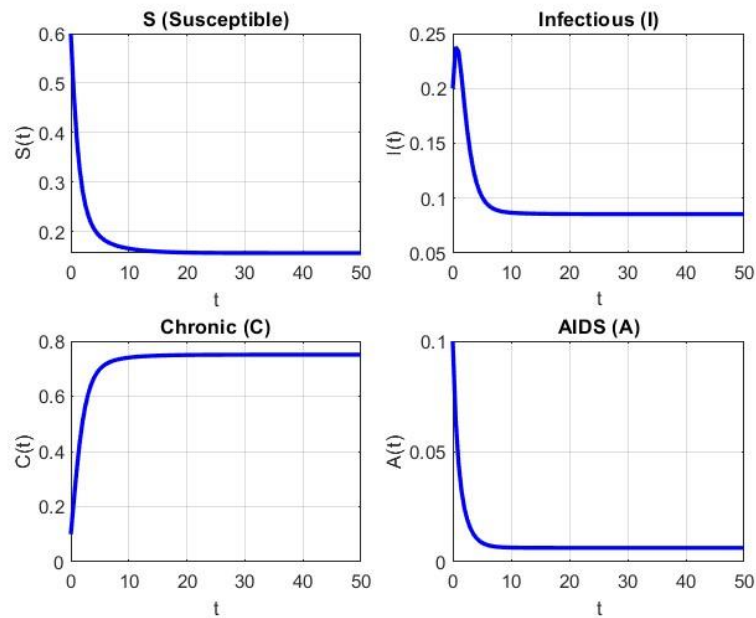 S (Susceptible)
0.6
0.5
0.4
0.3
0.2
S(t)
0 10 20 30 40 50
t
Infectious (I)
0.25
0.2
0.15
0.1
0.05
I(t)
0 10 20 30 40 50
t
Chronic (C)
0.8
0.6
0.4
0.2
0
C(t)
0 10 20 30 40 50
t
AIDS (A)
0.1
0.05
0
A(t)
0 10 20 30 40 50
t